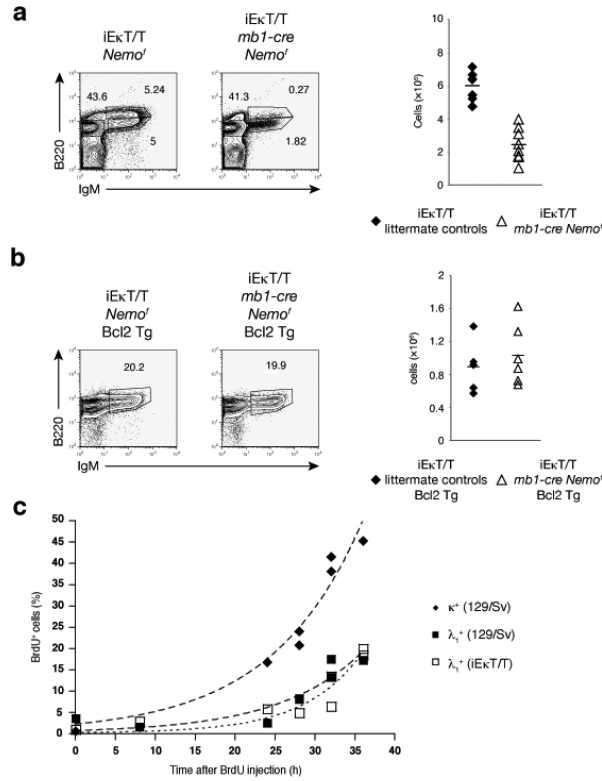 a
iEκT/T
Nemoᶠ
iEκT/T
mb1-cre
Nemoᶠ
43.6
5.24
5
41.3
0.27
1.82
B220
IgM
10
8
6
4
2
0
Cells (×10⁶)
iEκT/T
littermate controls
iEκT/T
mb1-cre Nemoᶠ
b
iEκT/T
Nemoᶠ
Bcl2 Tg
iEκT/T
mb1-cre
Nemoᶠ
Bcl2 Tg
20.2
19.9
B220
IgM
2
1.6
1.2
0.8
0.4
0
iEκT/T
littermate controls
Bcl2 Tg
iEκT/T
mb1-cre Nemoᶠ
Bcl2 Tg
c
50
45
40
35
30
25
20
15
10
5
0
BrdU⁺ cells (%)
0 5 10 15 20 25 30 35 40
Time after BrdU injection (h)
κ⁺ (129/Sv)
λ₁⁺ (129/Sv)
λ₁⁺ (iEκT/T)